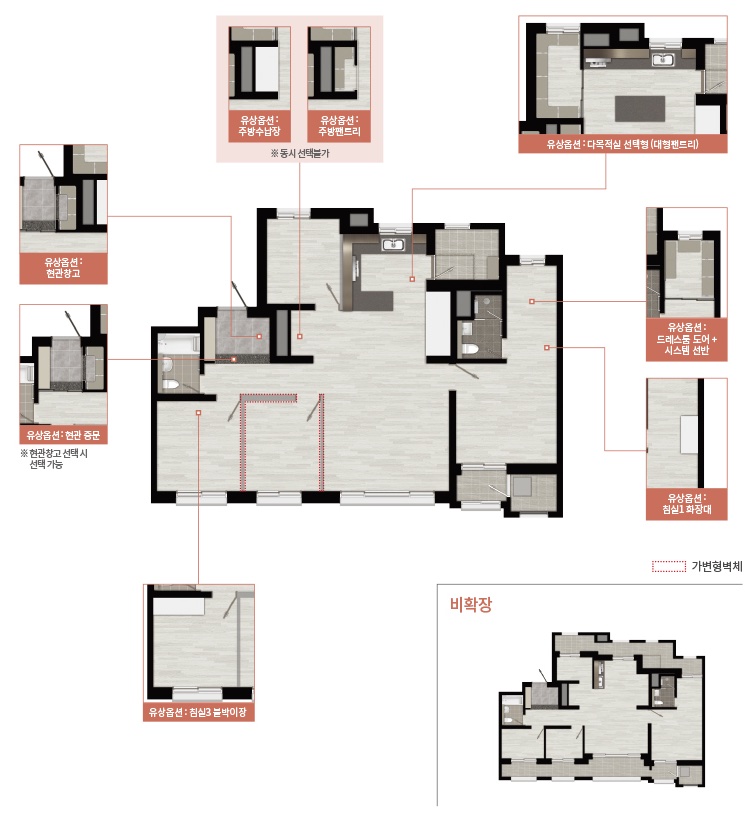 유상옵션 :
주방수납장
유상옵션 :
주방팬트리
※ 동시 선택불가
유상옵션 : 다목적실 선택형 (대형팬트리)
유상옵션 :
현관창고
유상옵션 : 현관 중문
※ 현관창고 선택 시
선택 가능
유상옵션 :
드레스룸 도어 +
시스템 선반
유상옵션 :
침실1 화장대
가변형벽체
유상옵션 : 침실3 붙박이장
비확장